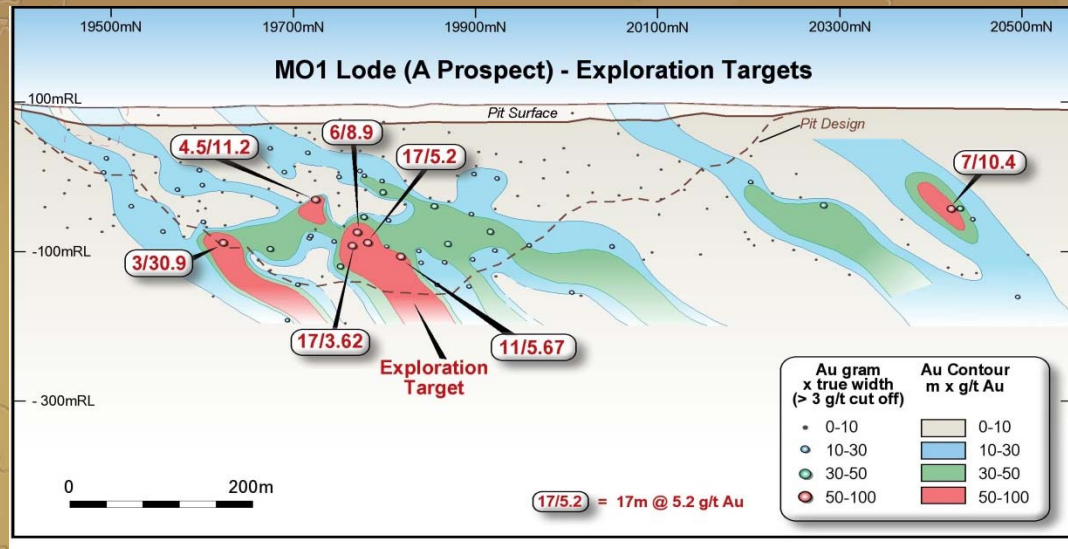 19500mN 19700mN 19900mN 20100mN 20300mN 20500mN
MO1 Lode (A Prospect) - Exploration Targets
100mRL
Pit Surface
Pit Design
6/8.9
4.5/11.2
17/5.2
7/10.4
-100mRL
3/30.9
17/3.62
11/5.67
Exploration
Target
- 300mRL
0 200m
17/5.2 = 17m @ 5.2 g/t Au
Au gram
x true width
(> 3 g/t cut off)
0-10
10-30
30-50
50-100
Au Contour
m x g/t Au
0-10
10-30
30-50
50-100